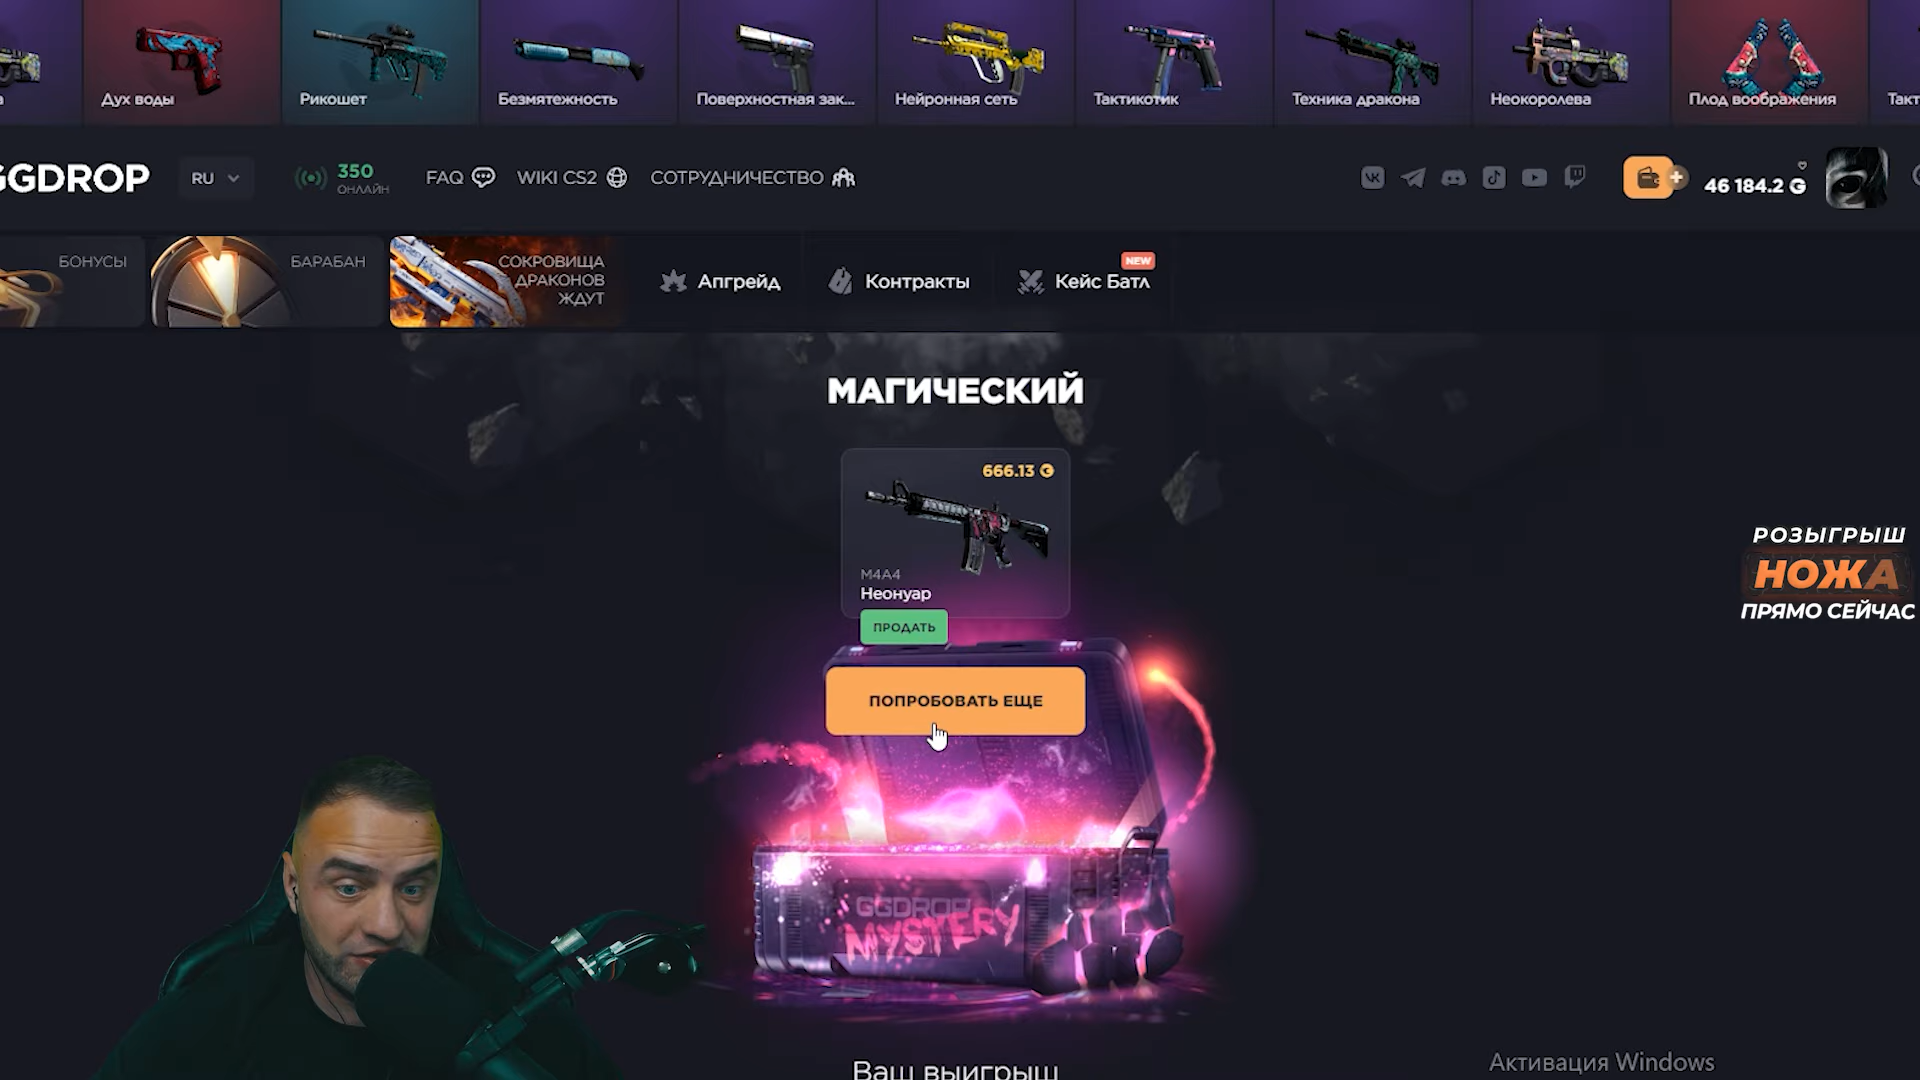 Дух воды
Рикошет
Безмятежность
Поверхностная зак...
Нейронная сеть
Тактикотик
Техника дракона
Неокоролева
Плод воображения
GGDROP
RU
350
ОНЛАЙН
FAQ
WIKI CS2
СОТРУДНИЧЕСТВО
46 184.2 G
БОНУСЫ
БАРАБАН
СОКРОВИЩА
ДРАКОНОВ
ЖДУТ
Апгрейд
Контракты
NEW
Кейс Батл
МАГИЧЕСКИЙ
666.13 G
M4A4
Неонуар
ПРОДАТЬ
ПОПРОБОВАТЬ ЕЩЕ
РОЗЫГРЫШ
НОЖА
ПРЯМО СЕЙЧАС
GGDROP
MYSTERY
Ваш выигрыш
Активация Windows